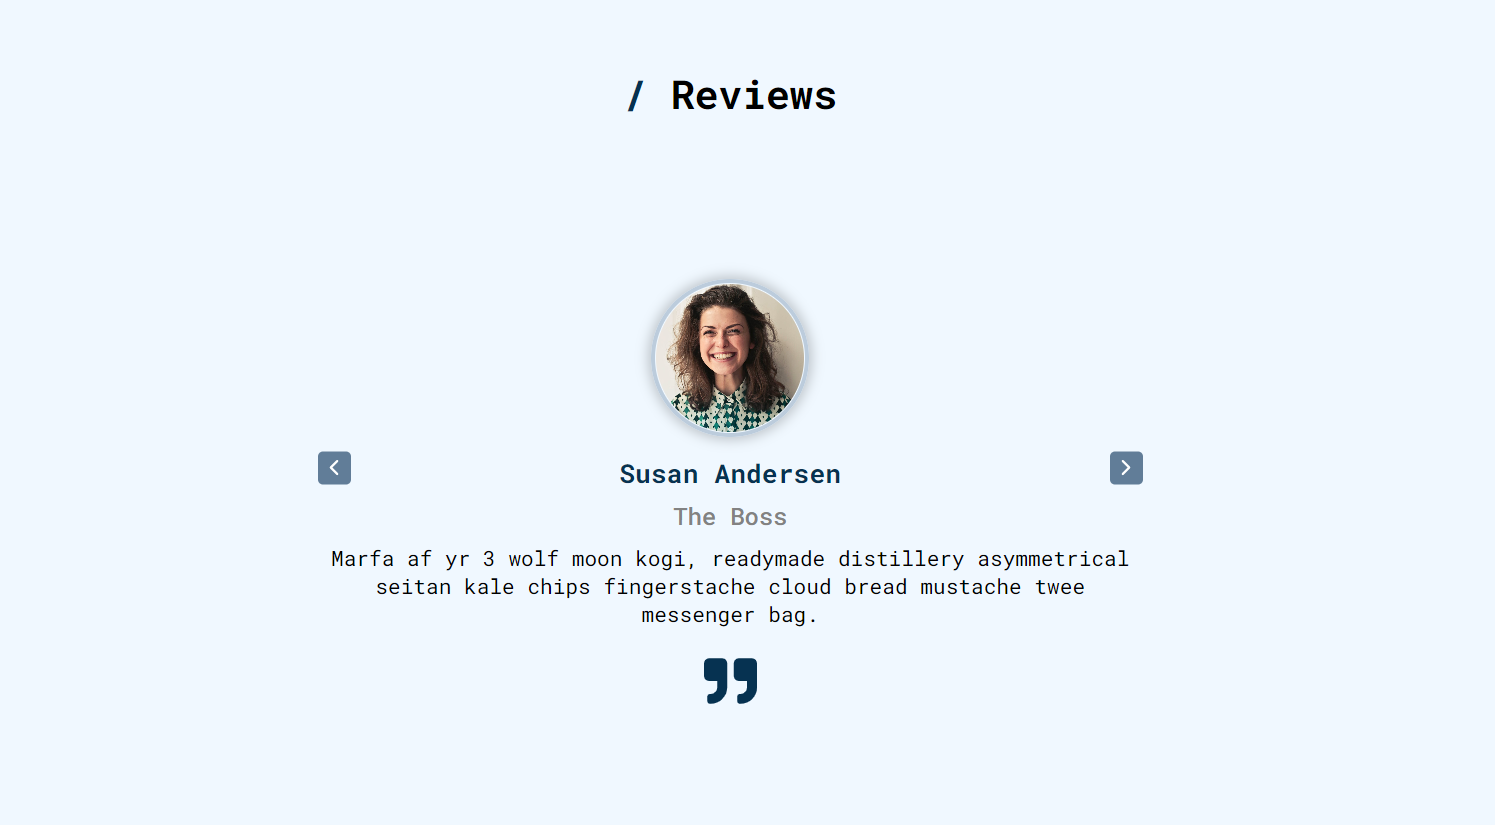 / Reviews
Susan Andersen
The Boss
Marfa af yr 3 wolf moon kogi, readymade distillery asymmetrical
seitan kale chips fingerstache cloud bread mustache twee
messenger bag.